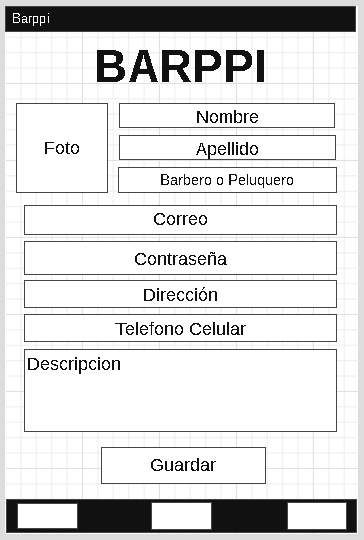 Barppi
BARPPI
Foto
Nombre
Apellido
Barbero o Peluquero
Correo
Contraseña
Dirección
Telefono Celular
Descripcion
Guardar